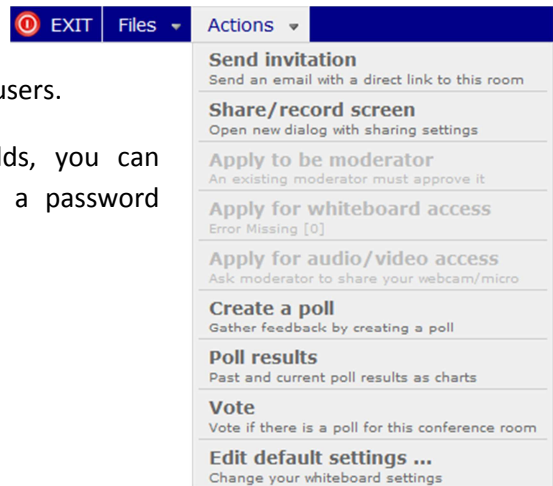 EXIT Files Actions
users.
lds, you can
a password
Send invitation
Send an email with a direct link to this room
Share/record screen
Open new dialog with sharing settings
Apply to be moderator
An existing moderator must approve it
Apply for whiteboard access
Error Missing [0]
Apply for audio/video access
Ask moderator to share your webcam/micro
Create a poll
Gather feedback by creating a poll
Poll results
Past and current poll results as charts
Vote
Vote if there is a poll for this conference room
Edit default settings ...
Change your whiteboard settings